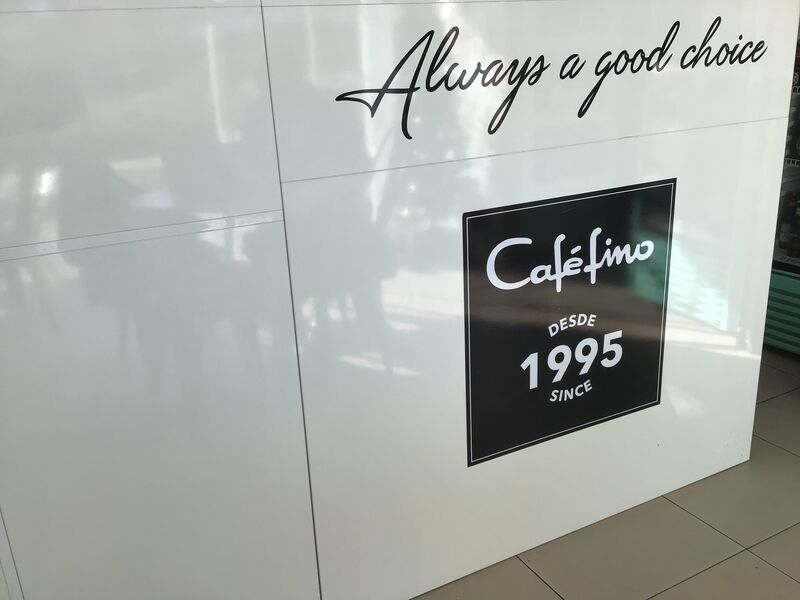 Always a good choice
Caféfino
DESDE
1995
SINCE